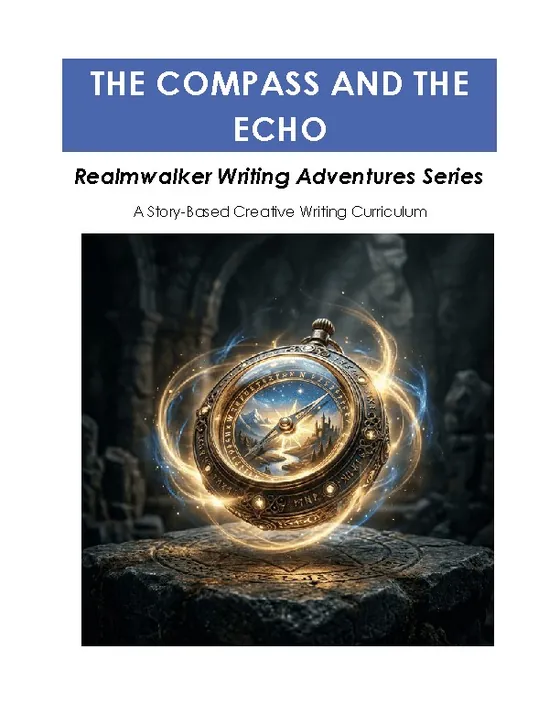 THE COMPASS AND THE
ECHO
Realmwalker Writing Adventures Series
A Story-Based Creative Writing Curriculum